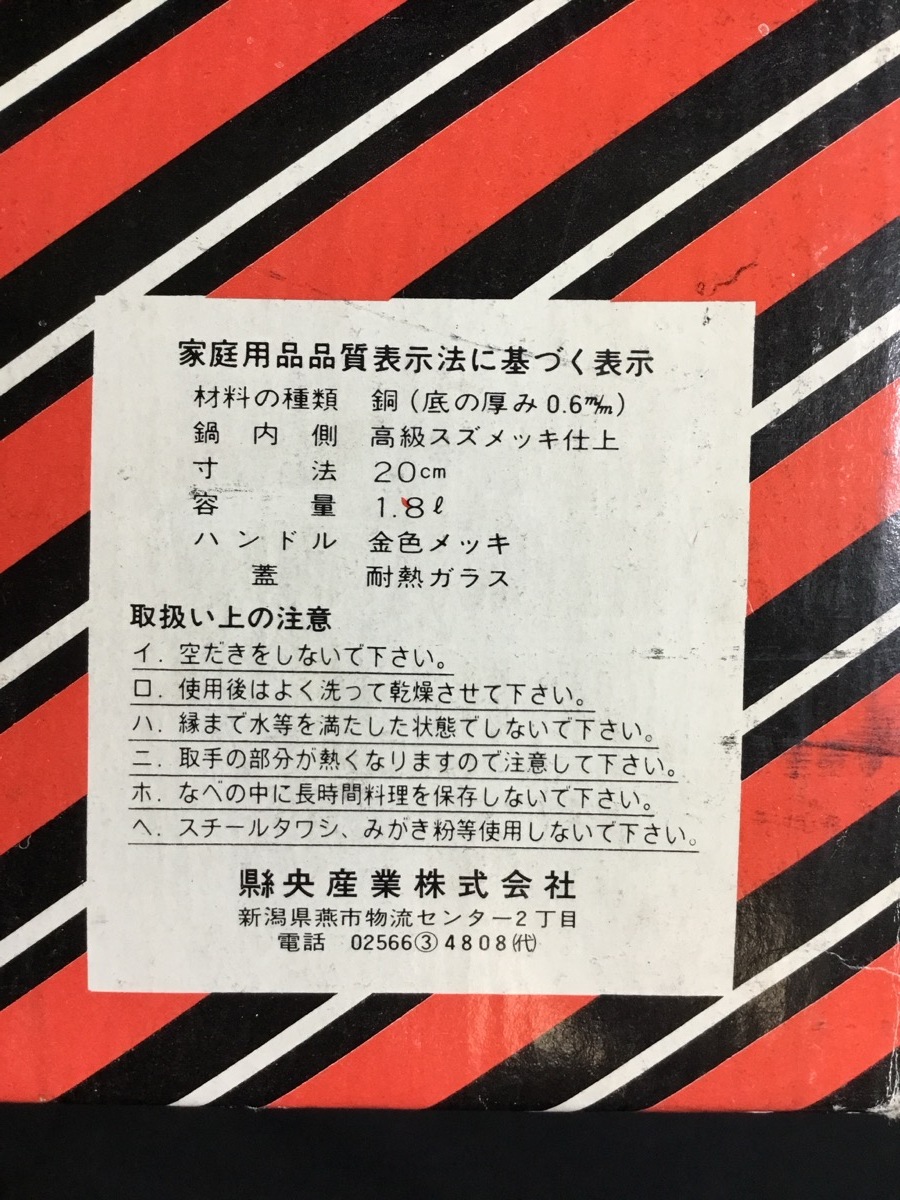 家庭用品品質表示法に基づく表示
材料の種類 銅(底の厚み0.6m/m)
鍋内側 高級スズメッキ仕上
寸法 20cm
容量 1.8ℓ
ハンドル 金色メッキ
蓋 耐熱ガラス
取扱い上の注意
イ. 空だきをしないで下さい。
ロ. 使用後はよく洗って乾燥させて下さい。
ハ. 縁まで水等を満たした状態でしないで下さい。
ニ. 取手の部分が熱くなりますので注意して下さい。
ホ. なべの中に長時間料理を保存しないで下さい。
ヘ. スチールタワシ、みがき粉等使用しないで下さい。
縣央産業株式会社
新潟県燕市物流センター2丁目
電話 02566③4808㈹